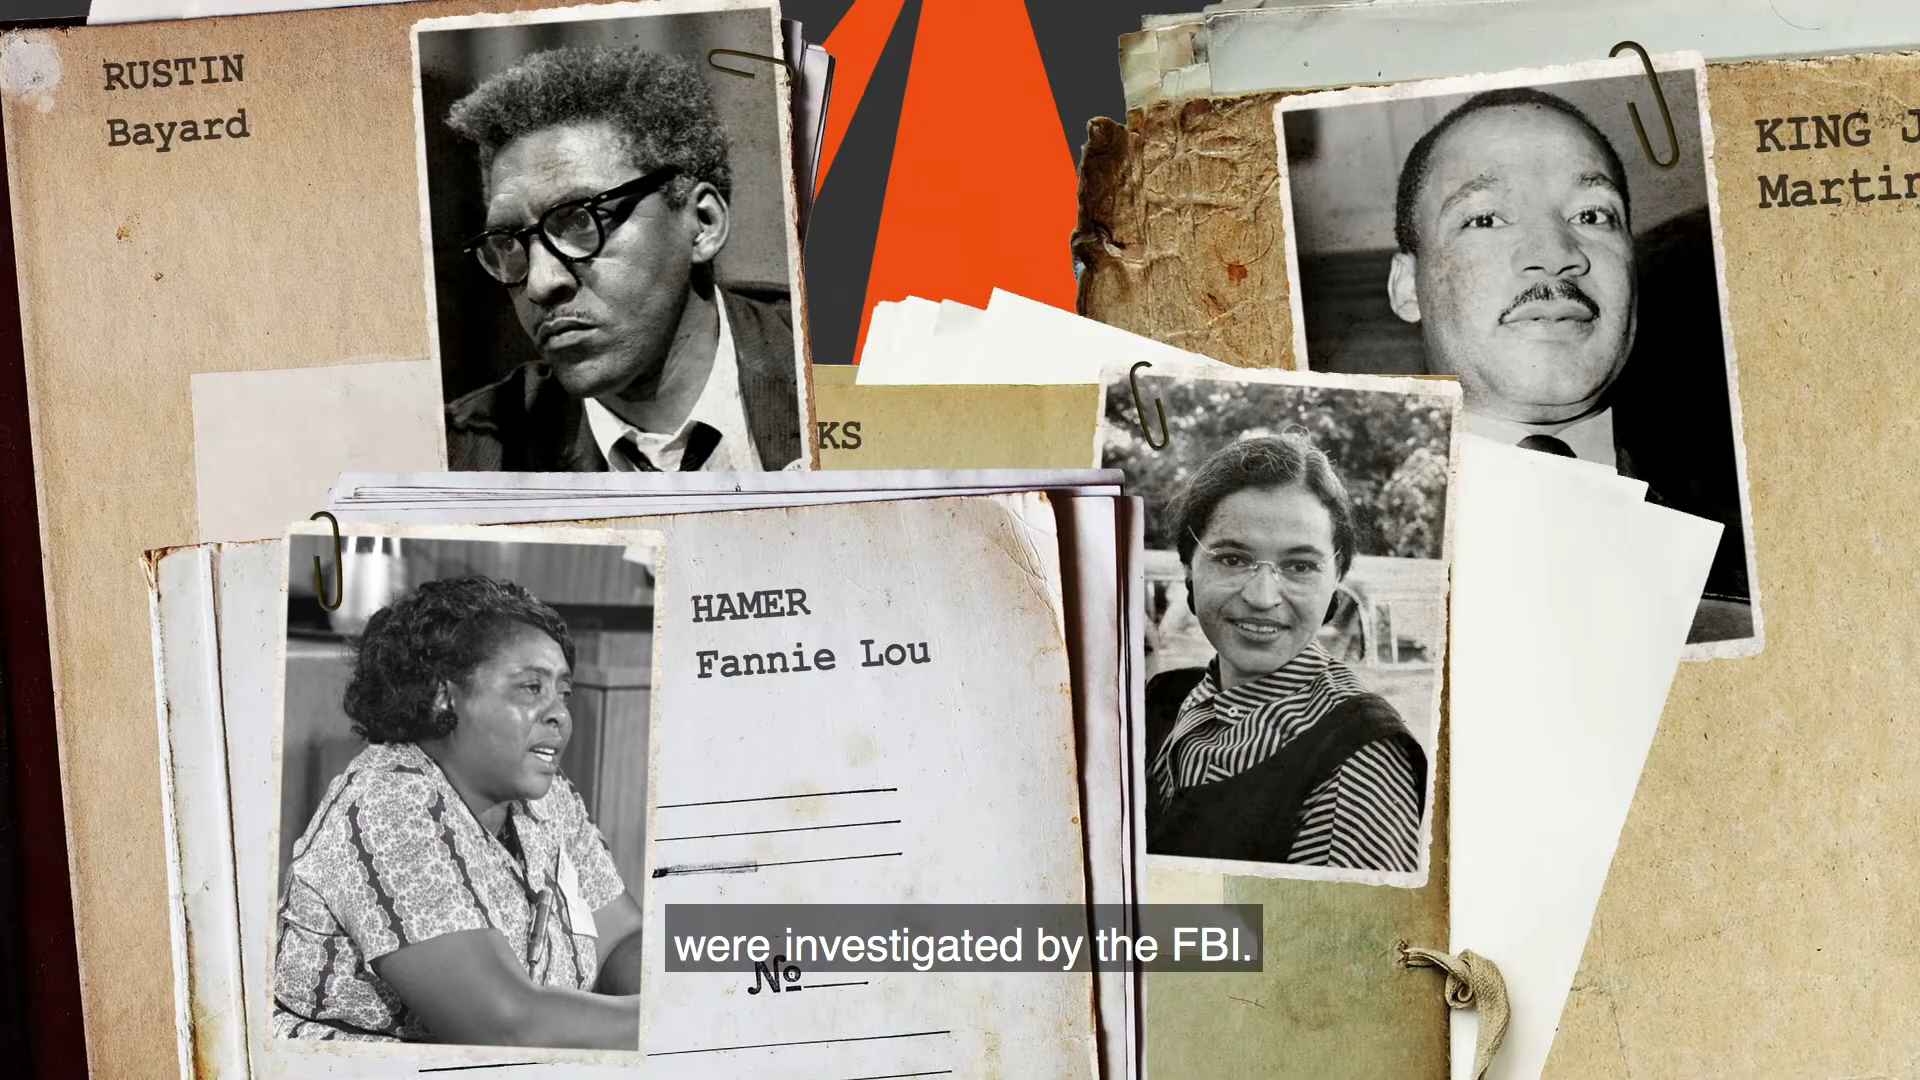 RUSTIN
Bayard
KING J
Martin
KS
HAMER
Fannie Lou
were investigated by the FBI.
No